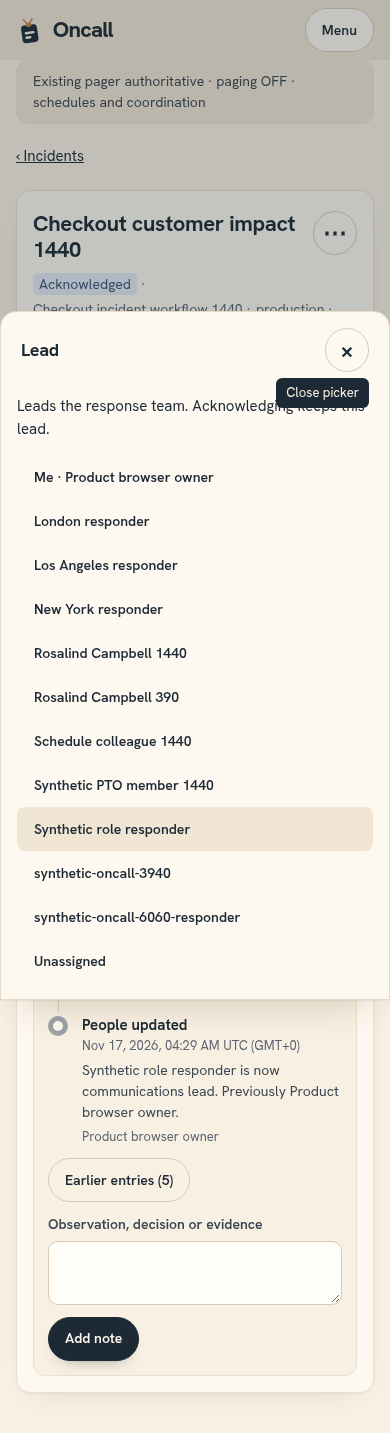 Oncall
Menu
Existing pager authoritative · paging OFF ·
schedules and coordination
‹ Incidents
Checkout customer impact
1440
...
Acknowledged ·
Checkout incident workflow 1440 · production ·
Lead
×
Close picker
Leads the response team. Acknowledging keeps this
lead.
Me · Product browser owner
London responder
Los Angeles responder
New York responder
Rosalind Campbell 1440
Rosalind Campbell 390
Schedule colleague 1440
Synthetic PTO member 1440
Synthetic role responder
synthetic-oncall-3940
synthetic-oncall-6060-responder
Unassigned
People updated
Nov 17, 2026, 04:29 AM UTC (GMT+0)
Synthetic role responder is now
communications lead. Previously Product
browser owner.
Product browser owner
Earlier entries (5)
Observation, decision or evidence
Add note